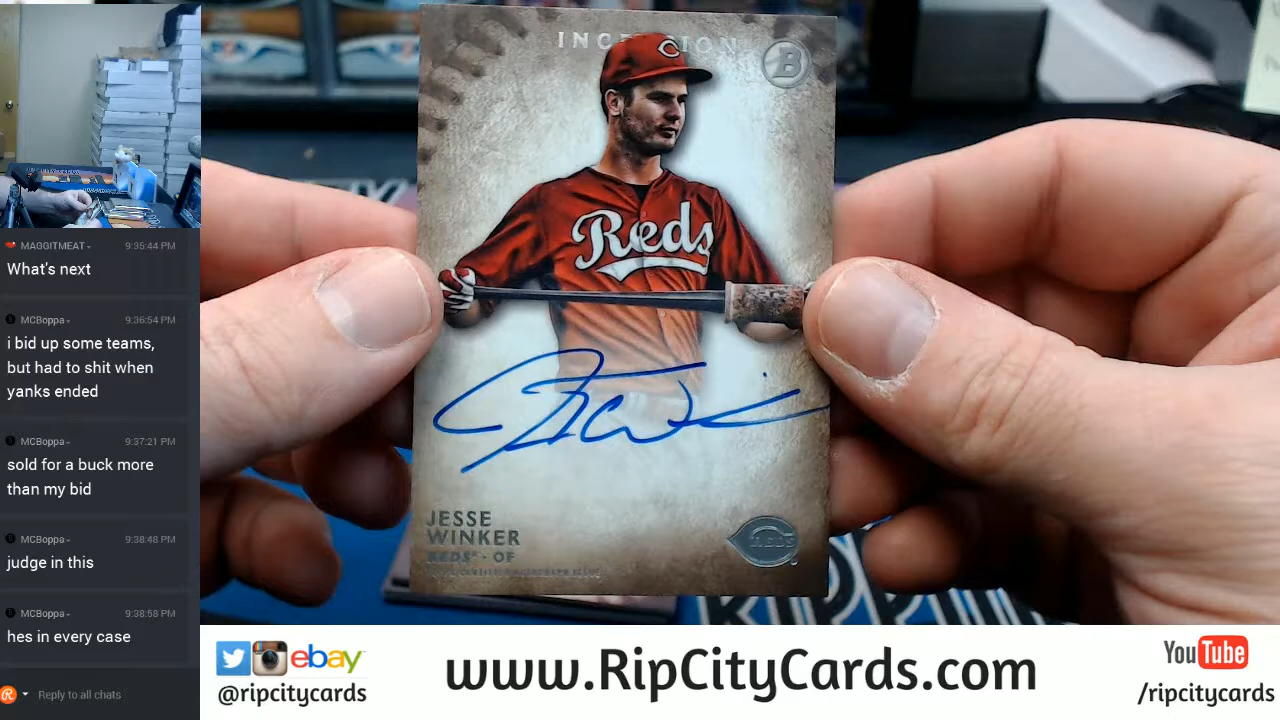 MAGGITMEAT 9:35:44 PM
What's next
MCBoppa 9:36:54 PM
i bid up some teams,
but had to shit when
yanks ended
MCBoppa 9:37:21 PM
sold for a buck more
than my bid
MCBoppa 9:38:48 PM
judge in this
MCBoppa 9:38:58 PM
hes in every case
Reply to all chats
INCEPTION
B
Reds
JESSE
WINKER
REDS • OF
REDS
RIPPIN
ebay
@ripcitycards
www.RipCityCards.com
YouTube
/ripcitycards